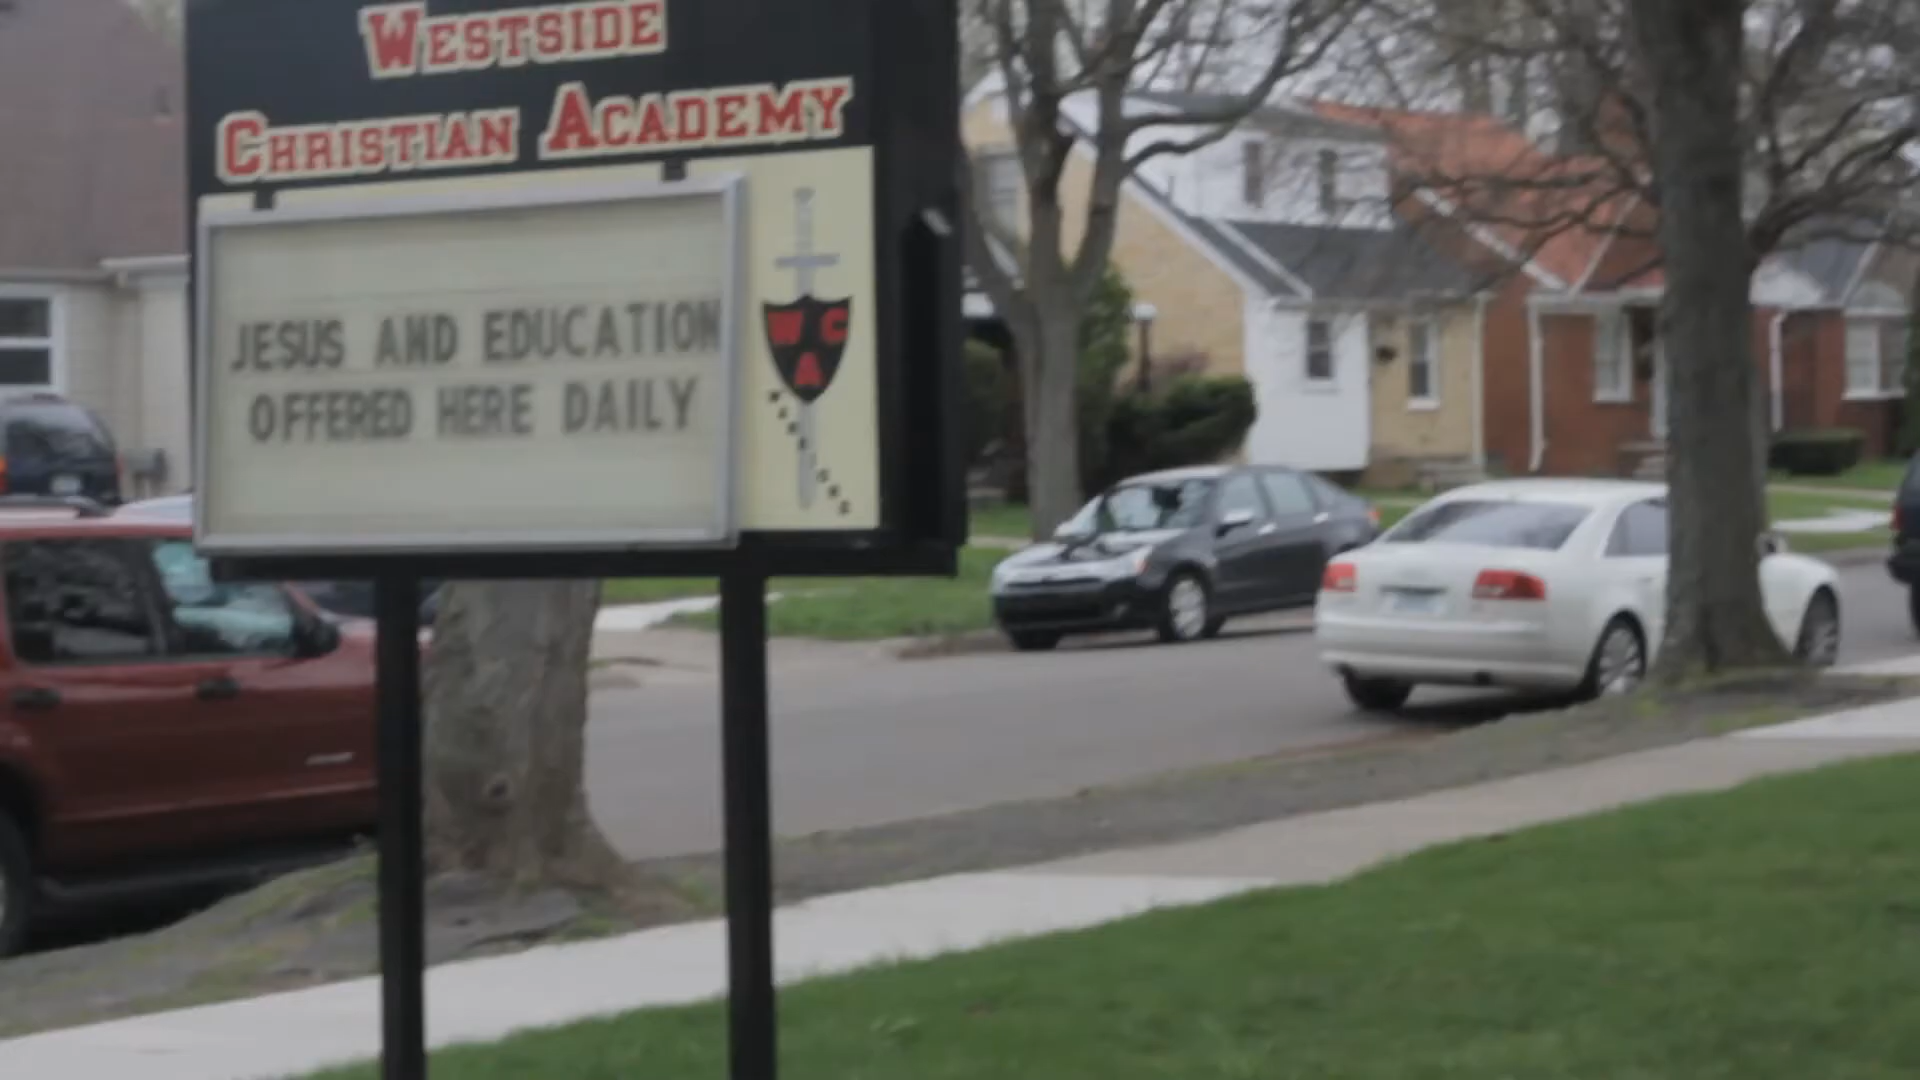 WESTSIDE
CHRISTIAN ACADEMY
JESUS AND EDUCATION
OFFERED HERE DAILY
W C
A